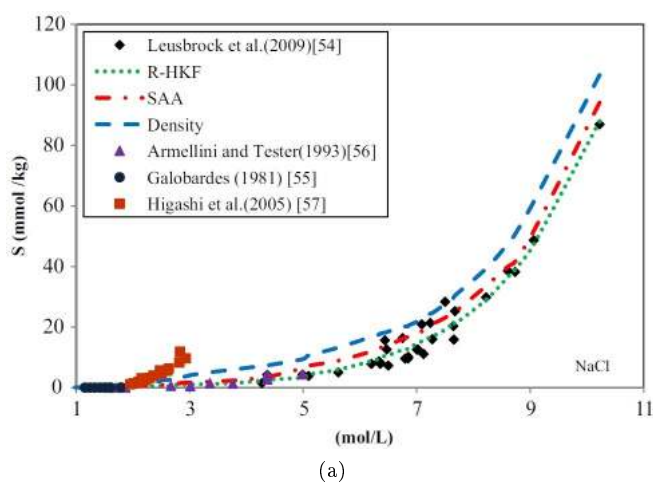 120
100
80
60
40
20
0
S (mmol /kg)
Leusbrock et al.(2009)[54]
R-HKF
SAA
Density
Armellini and Tester(1993)[56]
Galobardes (1981) [55]
Higashi et al.(2005) [57]
NaCl
1 3 5 7 9 11
(mol/L)
(a)